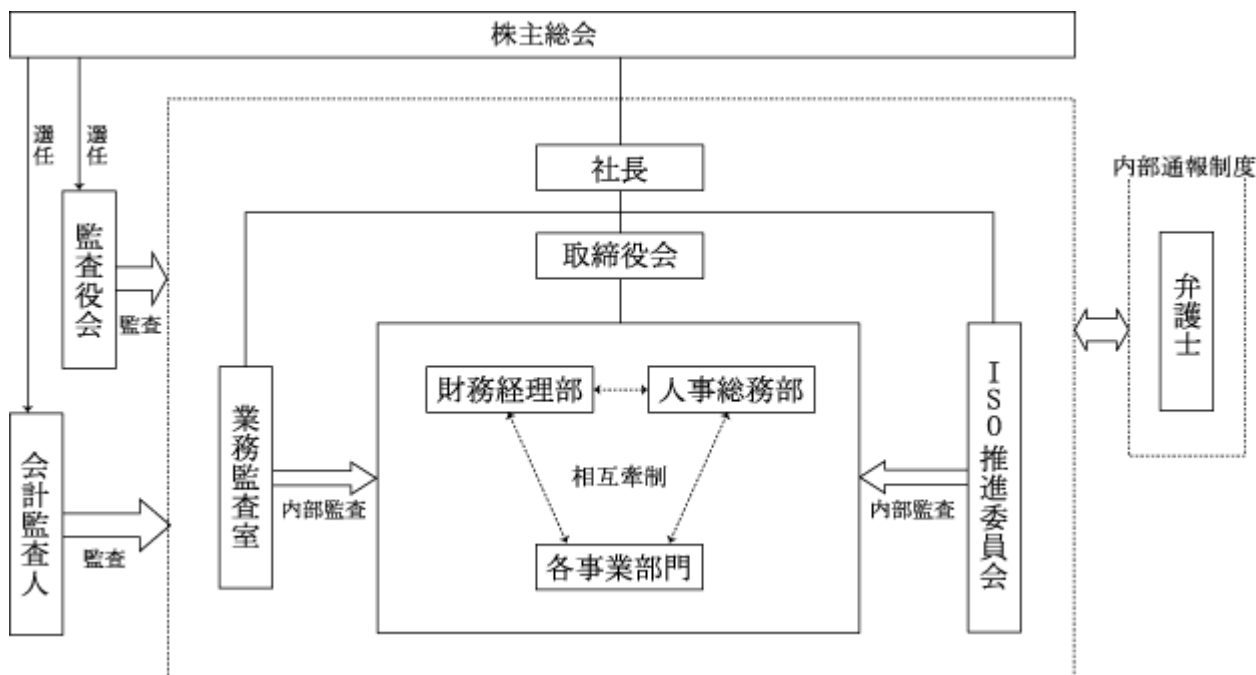 株主総会
選任
選任
社長
内部通報制度
監査役会
取締役会
弁護士
監査
財務経理部
人事総務部
業務監査室
ISO推進委員会
会計監査人
相互牽制
内部監査
内部監査
監査
各事業部門